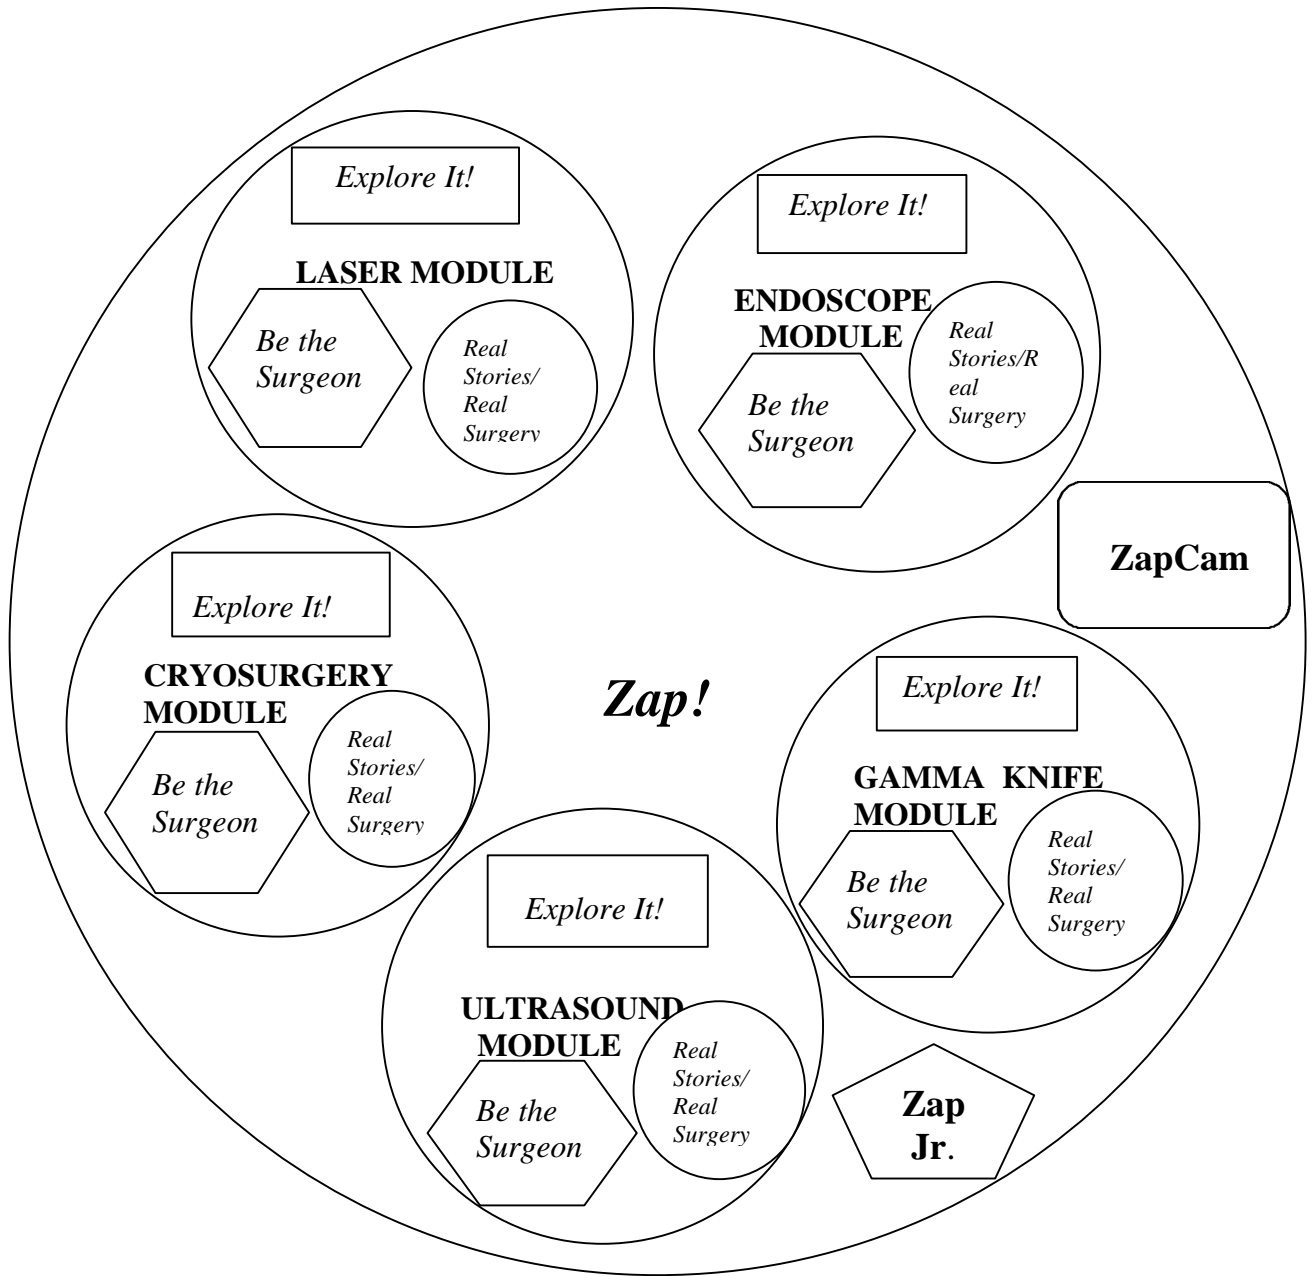 Explore It!
LASER MODULE
Be the
Surgeon
Real
Stories/
Real
Surgery
Explore It!
ENDOSCOPE
MODULE
Be the
Surgeon
Real
Stories/R
eal
Surgery
ZapCam
Explore It!
CRYOSURGERY
MODULE
Be the
Surgeon
Real
Stories/
Real
Surgery
Zap!
Explore It!
GAMMA KNIFE
MODULE
Be the
Surgeon
Real
Stories/
Real
Surgery
Explore It!
ULTRASOUND
MODULE
Be the
Surgeon
Real
Stories/
Real
Surgery
Zap
Jr.